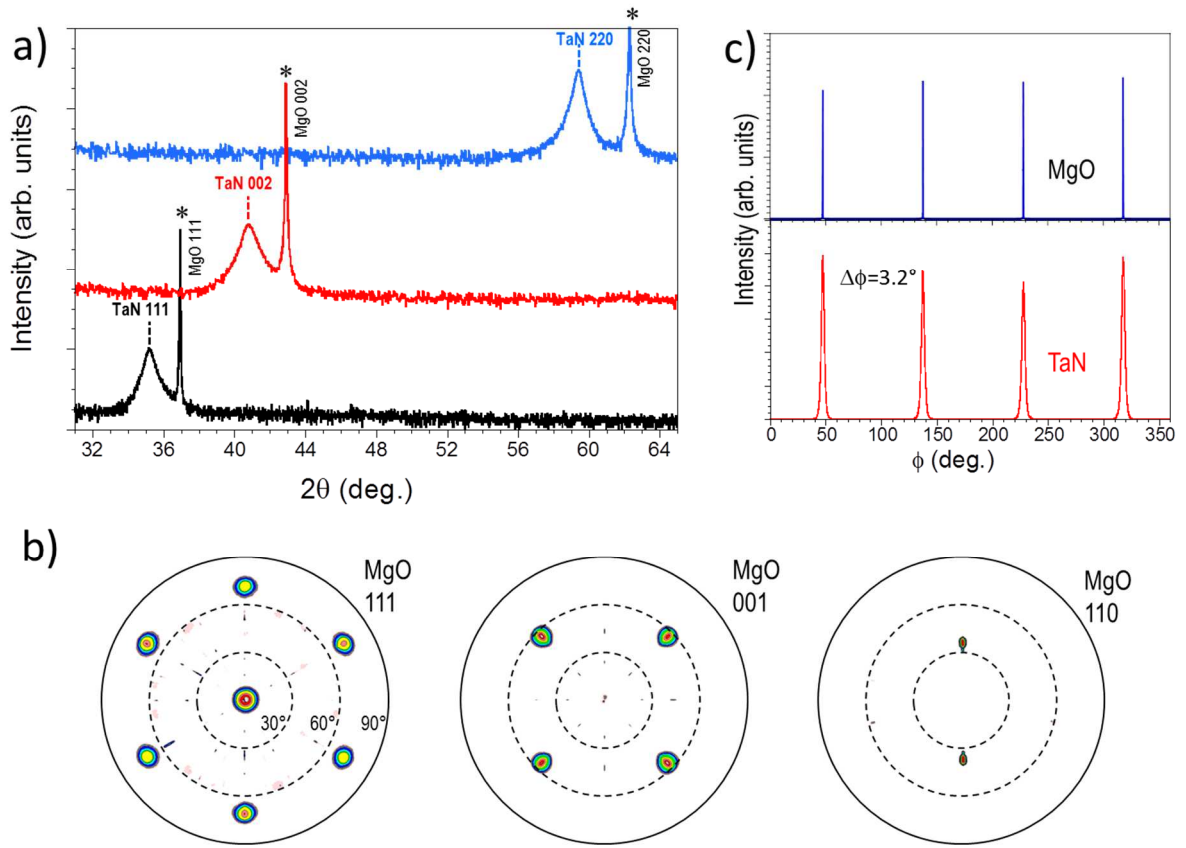 a)
Intensity (arb. units)
TaN 111
*
MgO 111
TaN 002
*
MgO 002
TaN 220
*
MgO 220
32 36 40 44 48 52 56 60 64
2θ (deg.)
c)
Intensity (arb. units)
MgO
Δϕ=3.2°
TaN
0 50 100 150 200 250 300 350
ϕ (deg.)
b)
MgO
111
30° 60° 90°
MgO
001
MgO
110